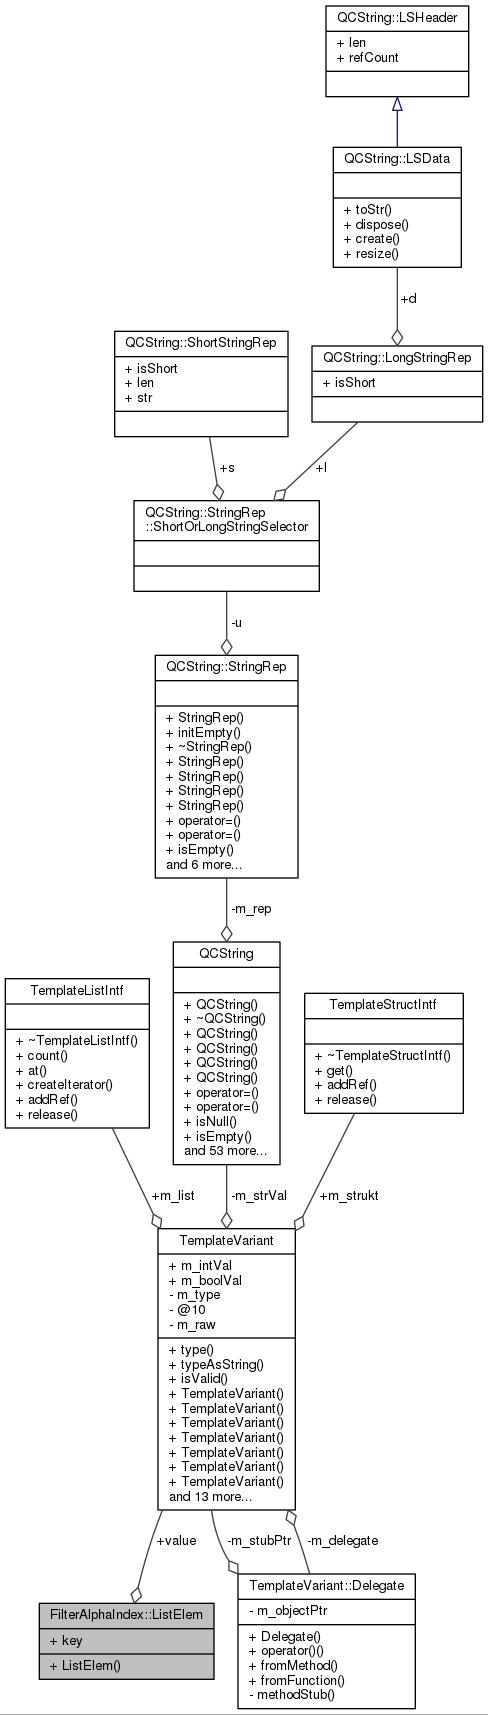 QCString::LSHeader
+ len
+ refCount
QCString::LSData
+ toStr()
+ dispose()
+ create()
+ resize()
+d
QCString::ShortStringRep
+ isShort
+ len
+ str
QCString::LongStringRep
+ isShort
+s
+l
QCString::StringRep
::ShortOrLongStringSelector
-u
QCString::StringRep
+ StringRep()
+ initEmpty()
+ ~StringRep()
+ StringRep()
+ StringRep()
+ StringRep()
+ StringRep()
+ operator=()
+ operator=()
+ isEmpty()
and 6 more...
-m_rep
QCString
+ QCString()
+ ~QCString()
+ QCString()
+ QCString()
+ QCString()
+ QCString()
+ operator=()
+ operator=()
+ isNull()
+ isEmpty()
and 53 more...
TemplateListIntf
+ ~TemplateListIntf()
+ count()
+ at()
+ createIterator()
+ addRef()
+ release()
TemplateStructIntf
+ ~TemplateStructIntf()
+ get()
+ addRef()
+ release()
+m_list
-m_strVal
+m_strukt
TemplateVariant
+ m_intVal
+ m_boolVal
- m_type
- @10
- m_raw
+ type()
+ typeAsString()
+ isValid()
+ TemplateVariant()
+ TemplateVariant()
+ TemplateVariant()
+ TemplateVariant()
+ TemplateVariant()
+ TemplateVariant()
+ TemplateVariant()
and 13 more...
+value
-m_stubPtr
-m_delegate
FilterAlphaIndex::ListElem
+ key
+ ListElem()
TemplateVariant::Delegate
- m_objectPtr
+ Delegate()
+ operator()()
+ fromMethod()
+ fromFunction()
- methodStub()